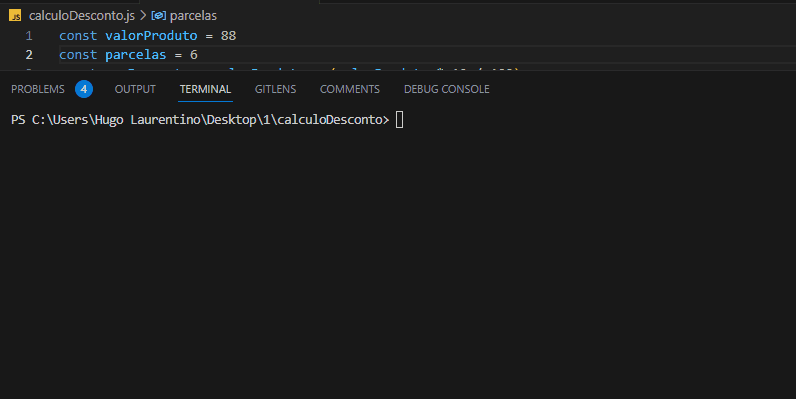 JS calculoDesconto.js > parcelas
1 const valorProduto = 88
2 const parcelas = 6
PROBLEMS 4 OUTPUT TERMINAL GITLENS COMMENTS DEBUG CONSOLE
PS C:\Users\Hugo Laurentino\Desktop\1\calculoDesconto>